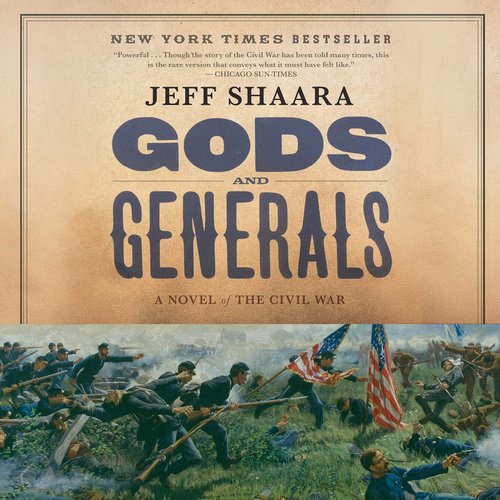 NEW YORK TIMES BESTSELLER
“Powerful . . . Though the story of the Civil War has been told many times, this
is the rare version that conveys what it must have felt like.”
— CHICAGO SUN-TIMES
JEFF SHAARA
GODS
AND
GENERALS
A NOVEL of THE CIVIL WAR